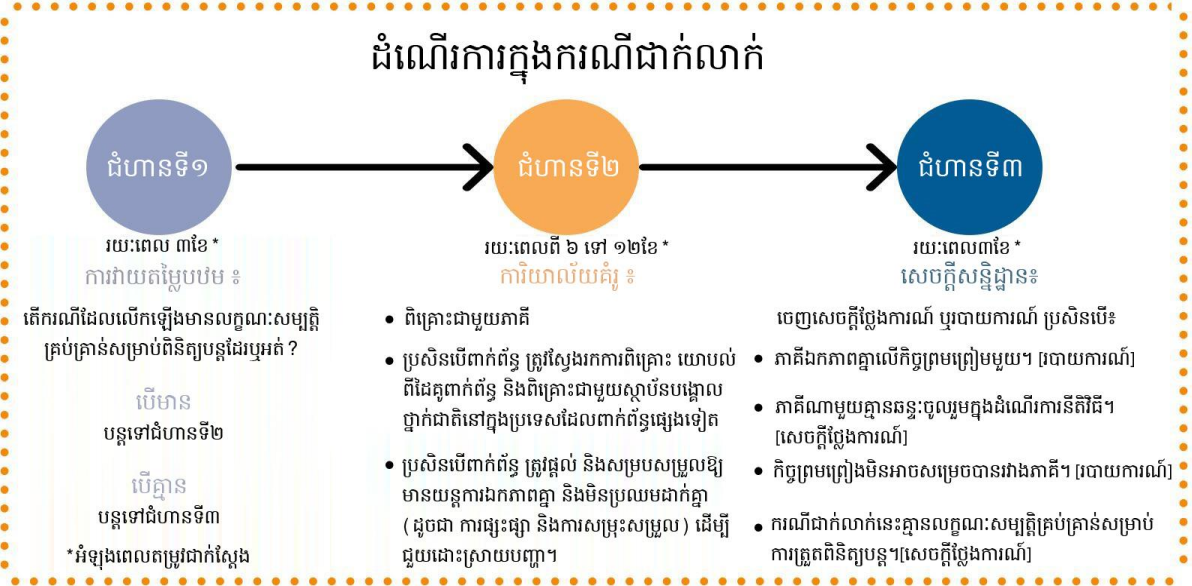 ដំណើរការក្នុងករណីជាក់លាក់
ជំហានទី១
ជំហានទី២
ជំហានទី៣
រយៈពេល ៣ខែ *
ការវាយតម្លៃបឋម ៖
តើករណីដែលលើកឡើងមានលក្ខណៈសម្បត្តិ
គ្រប់គ្រាន់សម្រាប់ពិនិត្យបន្តដែរឬអត់ ?
បើមាន
បន្តទៅជំហានទី២
បើគ្មាន
បន្តទៅជំហានទី៣
*អំឡុងពេលតម្រូវជាក់ស្តែង
រយៈពេលពី ៦ ទៅ ១២ខែ *
ការិយាល័យគំរូ ៖
• ពិគ្រោះជាមួយភាគី
• ប្រសិនបើពាក់ព័ន្ធ ត្រូវស្វែងរកការពិគ្រោះ យោបល់
ពីដៃគូពាក់ព័ន្ធ និងពិគ្រោះជាមួយស្ថាប័នបង្គោល
ថ្នាក់ជាតិនៅក្នុងប្រទេសដែលពាក់ព័ន្ធផ្សេងទៀត
• ប្រសិនបើពាក់ព័ន្ធ ត្រូវផ្តល់ និងសម្របសម្រួលឱ្យ
មានយន្តការឯកភាពគ្នា និងមិនប្រឈមដាក់គ្នា
( ដូចជា ការផ្សះផ្សា និងការសម្រុះសម្រួល ) ដើម្បី
ជួយដោះស្រាយបញ្ហា។
រយៈពេល៣ខែ *
សេចក្តីសន្និដ្ឋាន៖
ចេញសេចក្តីថ្លែងការណ៍ ឬរបាយការណ៍ ប្រសិនបើ៖
• ភាគីឯកភាពគ្នាលើកិច្ចព្រមព្រៀមមួយ។ [របាយការណ៍]
• ភាគីណាមួយគ្មានឆន្ទៈចូលរួមក្នុងដំណើរការនីតិវិធី។
[សេចក្តីថ្លែងការណ៍]
• កិច្ចព្រមព្រៀងមិនអាចសម្រេចបានរវាងភាគី។ [របាយការណ៍]
• ករណីជាក់លាក់នេះគ្មានលក្ខណៈសម្បត្តិគ្រប់គ្រាន់សម្រាប់
ការត្រួតពិនិត្យបន្ត។[សេចក្តីថ្លែងការណ៍]